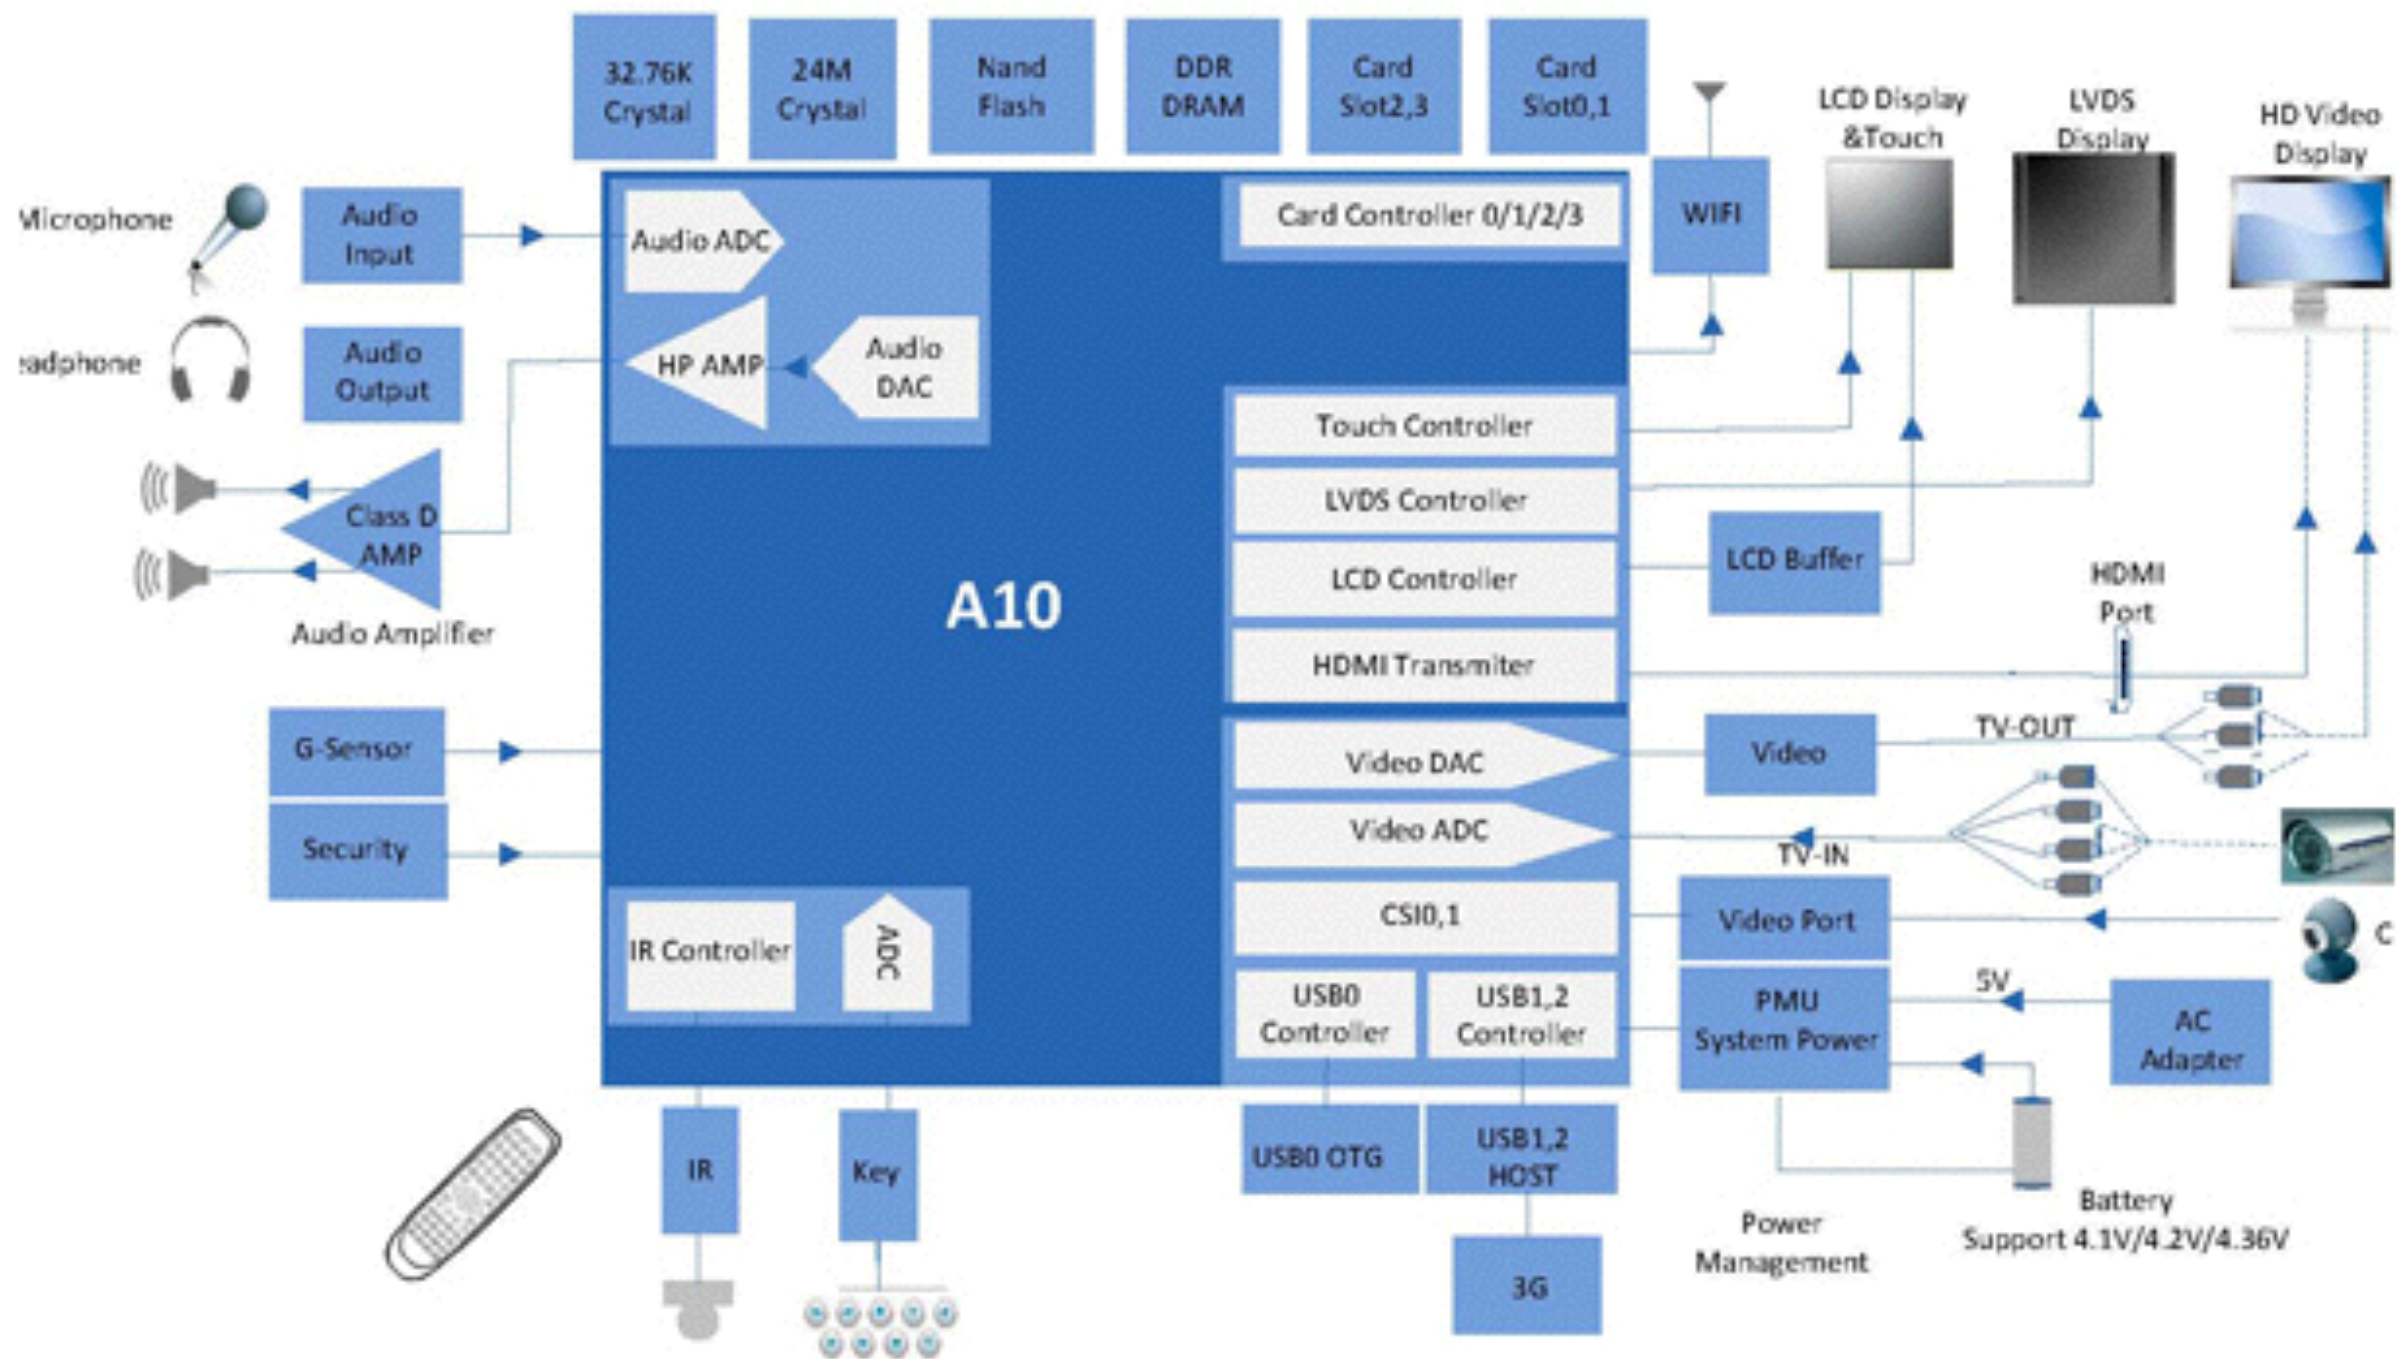 32.76K
Crystal
24M
Crystal
Nand
Flash
DDR
DRAM
Card
Slot2,3
Card
Slot0,1
LCD Display
&Touch
LVDS
Display
HD Video
Display
Microphone
Audio
Input
Audio ADC
Card Controller 0/1/2/3
WIFI
eadphone
Audio
Output
HP AMP
Audio
DAC
Touch Controller
LVDS Controller
Class D
AMP
Audio Amplifier
A10
LCD Controller
LCD Buffer
HDMI
Port
HDMI Transmiter
G-Sensor
Security
Video DAC
Video
TV-OUT
Video ADC
TV-IN
CSI0,1
Video Port
C
IR Controller
ADC
USB0
Controller
USB1,2
Controller
PMU
System Power
5V
AC
Adapter
IR
Key
USB0 OTG
USB1,2
HOST
3G
Power
Management
Battery
Support 4.1V/4.2V/4.36V